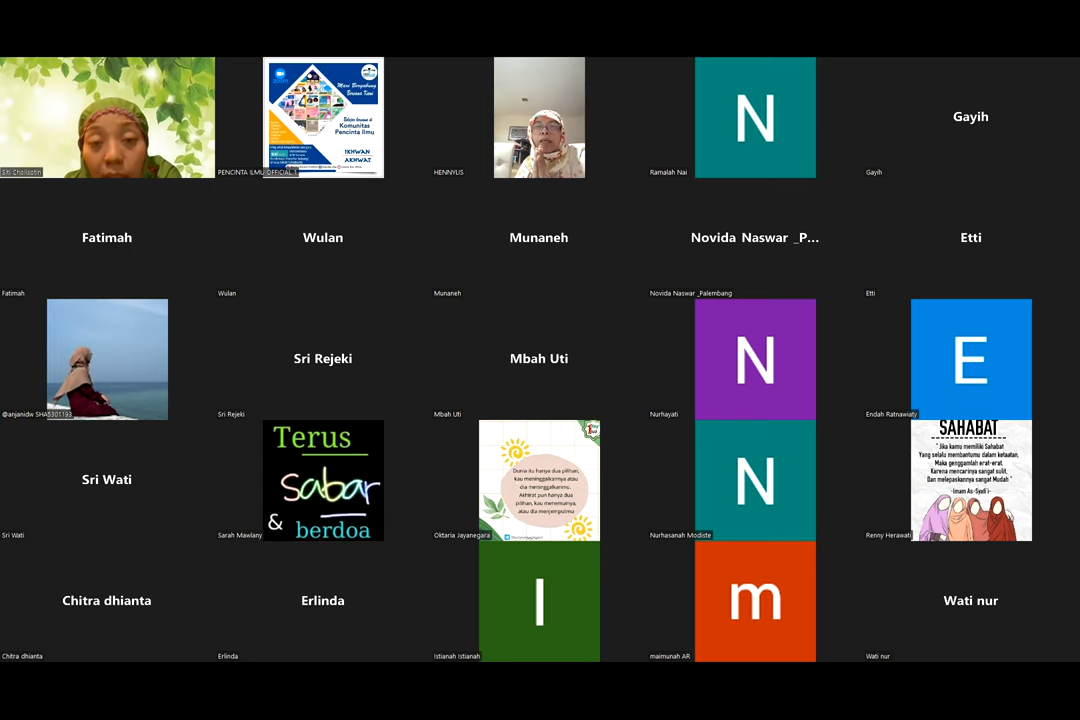 Siti Cholisatin
zoom
Mari Bergabung
Bersama Kami
Belajar bersama di
Komunitas
Pencinta Ilmu
IKHWAN
AKHWAT
PENCINTA ILMU OFFICIAL 1
HENNYLIS
N
Ramalah Nai
Gayih
Gayih
Fatimah
Fatimah
Wulan
Wulan
Munaneh
Munaneh
Novida Naswar _P...
Novida Naswar _Palembang
Etti
Etti
@anjanidw SHAS301193
Sri Rejeki
Sri Rejeki
Mbah Uti
Mbah Uti
N
Nurhayati
E
Endah Ratnawiaty
Sri Wati
Sri Wati
Terus
Sabar
& berdoa
Sarah Mawlany
Dunia itu hanya dua pilihan,
kau meninggalkannya atau
dia meninggalkanmu.
Akhirat pun hanya dua
pilihan, kau menemuinya,
atau dia menjemputmu
Oktaria Jayanegara
N
Nurhasanah Modiste
SAHABAT
" Jika kamu memiliki Sahabat
Yang selalu membantumu dalam ketaatan,
Maka genggamlah erat-erat.
Karena mencarinya sangat sulit,
Dan melepaskannya sangat Mudah "
-Imam As-Syafi'i-
Renny Herawati
Chitra dhianta
Chitra dhianta
Erlinda
Erlinda
I
Istianah Istianah
m
maimunah AR
Wati nur
Wati nur